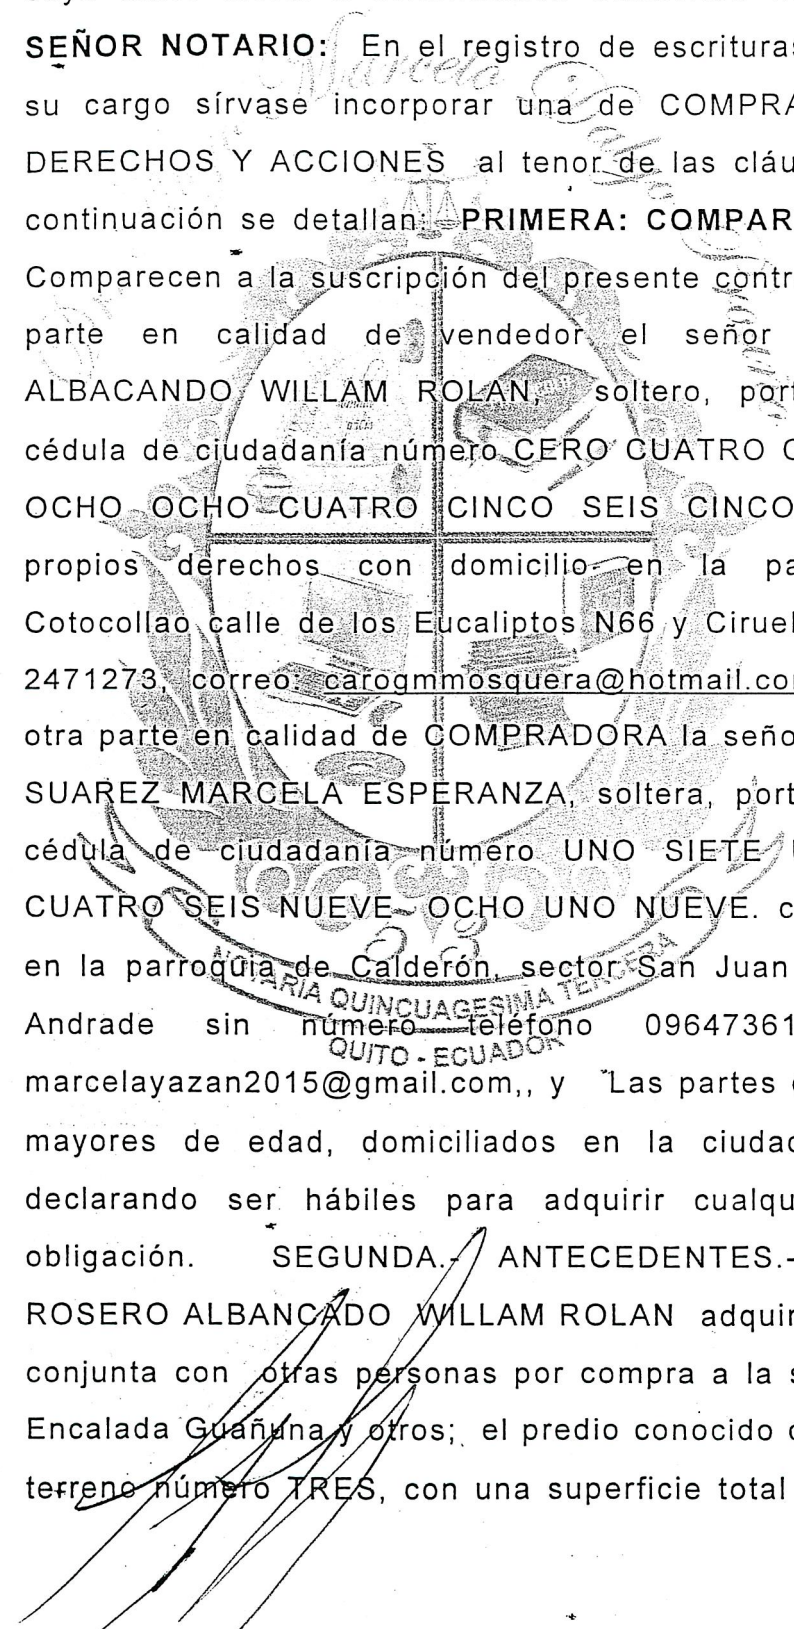 SEÑOR NOTARIO: En el registro de escrituras
su cargo sírvase incorporar una de COMPRA
DERECHOS Y ACCIONES al tenor de las cláu
continuación se detallan: PRIMERA: COMPAR
Comparecen a la suscripción del presente contr
parte en calidad de vendedor el señor
ALBACANDO WILLAM ROLAN, soltero, port
cédula de ciudadanía número CERO CUATRO C
OCHO OCHO CUATRO CINCO SEIS CINCO
propios derechos con domicilio en la pa
Cotocollao calle de los Eucaliptos N66 y Ciruel
2471273, correo: carogmmosquera@hotmail.com
otra parte en calidad de COMPRADORA la seño
SUAREZ MARCELA ESPERANZA, soltera, port
cédula de ciudadanía número UNO SIETE U
CUATRO SEIS NUEVE OCHO UNO NUEVE. c
en la parroquia de Calderón, sector San Juan
NOTARIA QUINCUAGESIMA TERCERA
Andrade sin número teléfono 09647361
QUITO - ECUADOR
marcelayazan2015@gmail.com,, y Las partes
mayores de edad, domiciliados en la ciudad
declarando ser hábiles para adquirir cualqu
obligación. SEGUNDA.- ANTECEDENTES.-
ROSERO ALBANCADO WILLAM ROLAN adquir
conjunta con otras personas por compra a la s
Encalada Guañuna y otros; el predio conocido c
terreno número TRES, con una superficie total